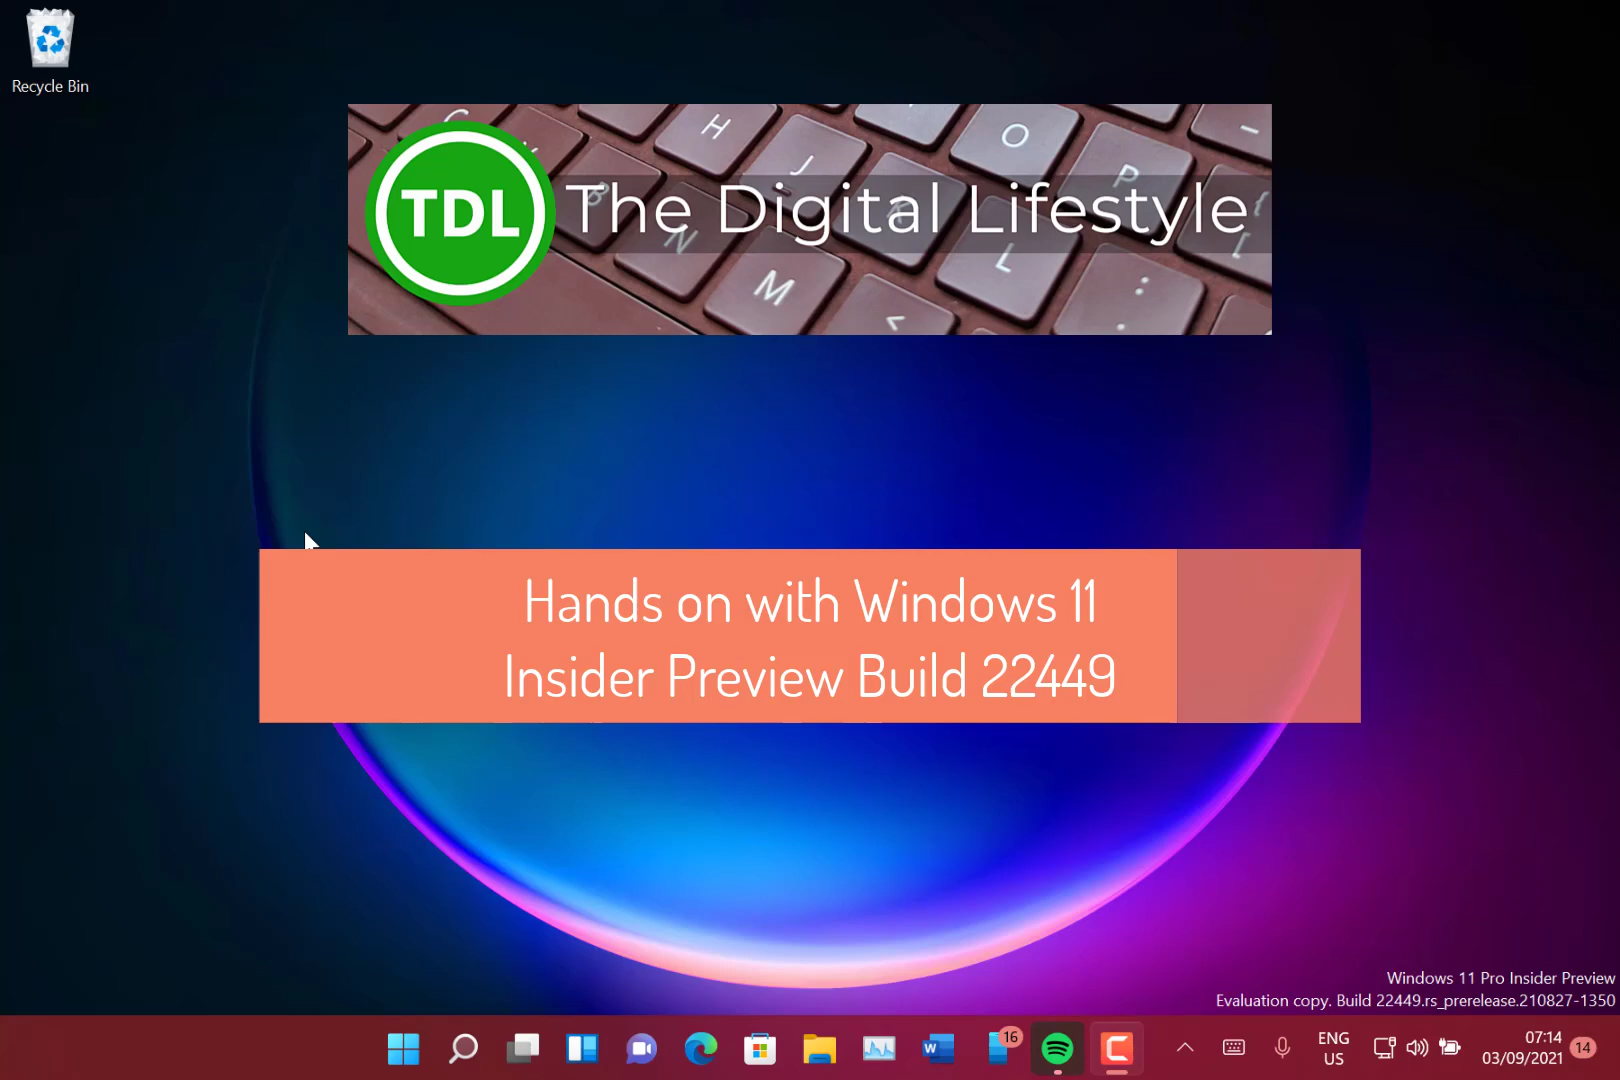 Recycle Bin
TDL
The Digital Lifestyle
C
H
J
O
P
B
N
K
L
M
<
:
{
[
Hands on with Windows 11
Insider Preview Build 22449
Windows 11 Pro Insider Preview
Evaluation copy. Build 22449.rs_prerelease.210827-1350
W
16
C
ENG
US
07:14
03/09/2021
14